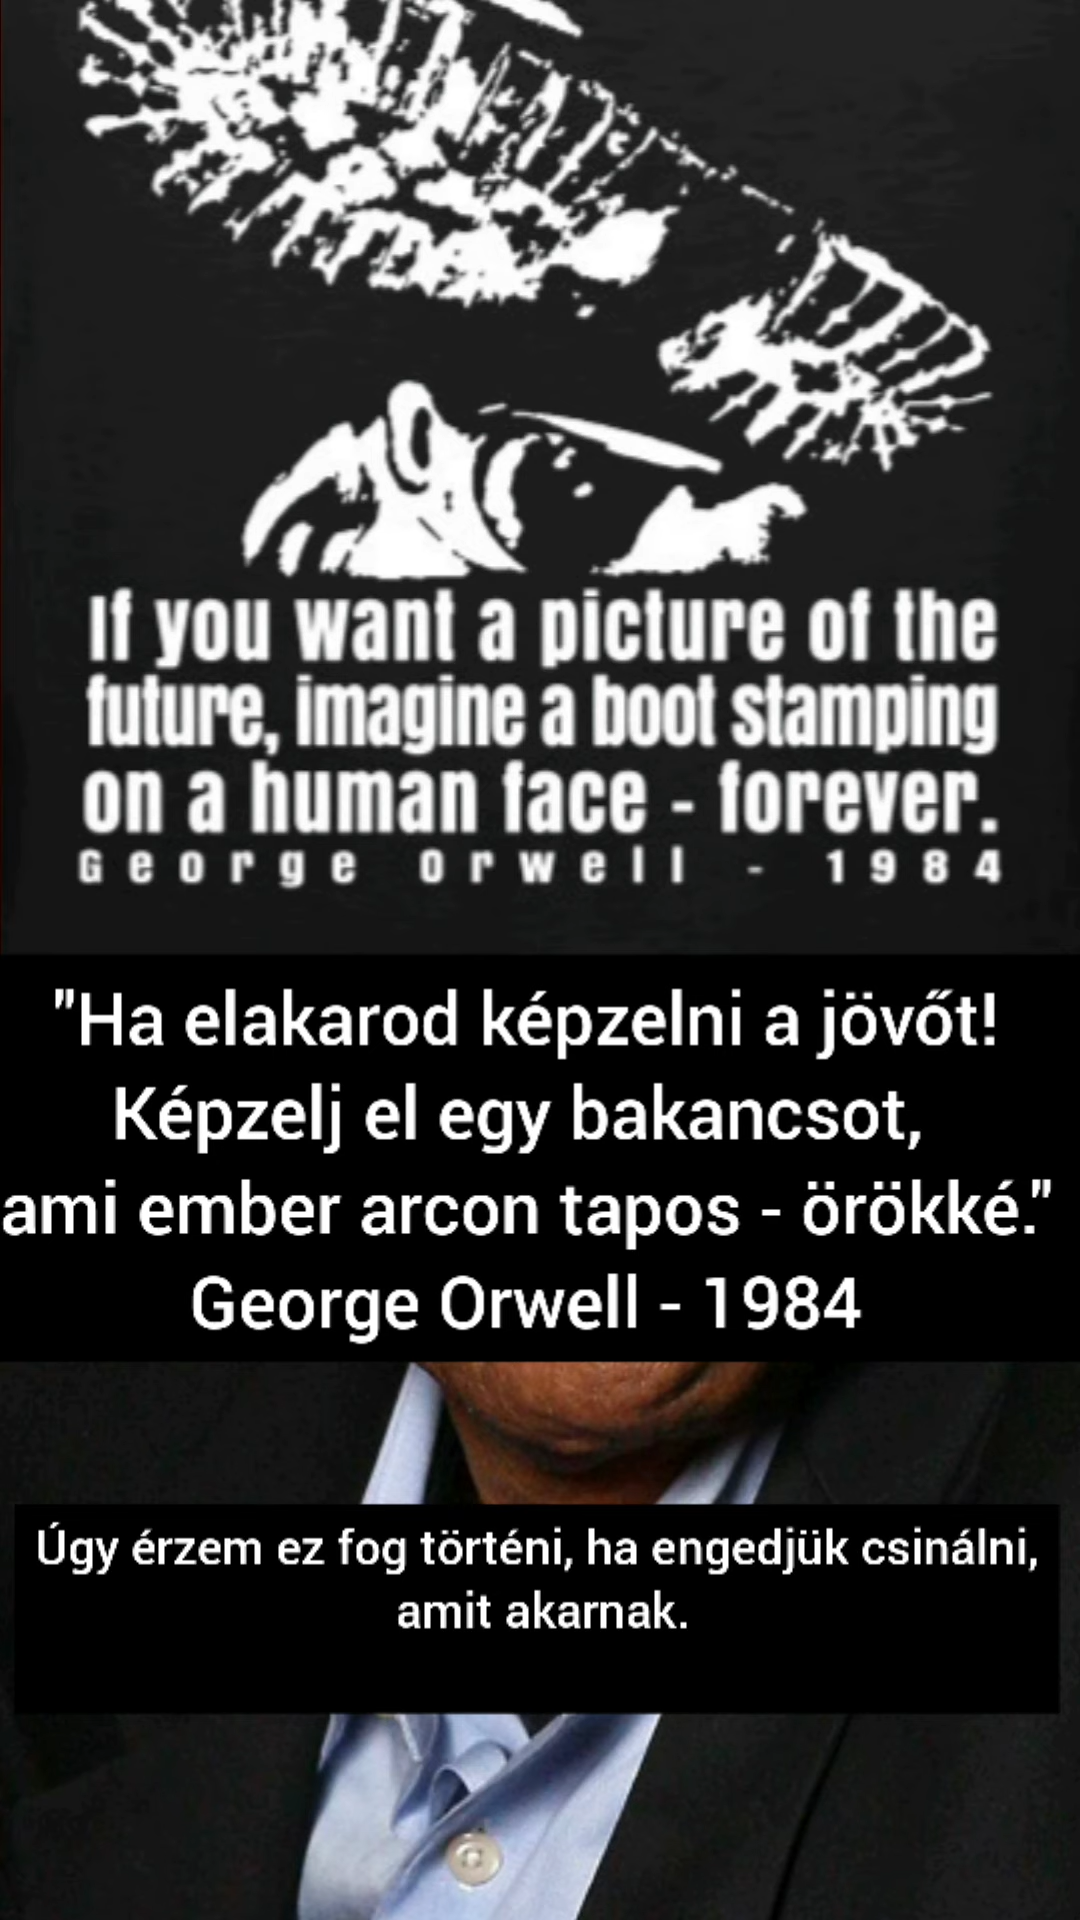 If you want a picture of the
future, imagine a boot stamping
on a human face - forever.
George Orwell - 1984
"Ha elakarod képzelni a jövőt!
Képzelj el egy bakancsot,
ami ember arcon tapos - örökké."
George Orwell - 1984
Úgy érzem ez fog történi, ha engedjük csinálni,
amit akarnak.